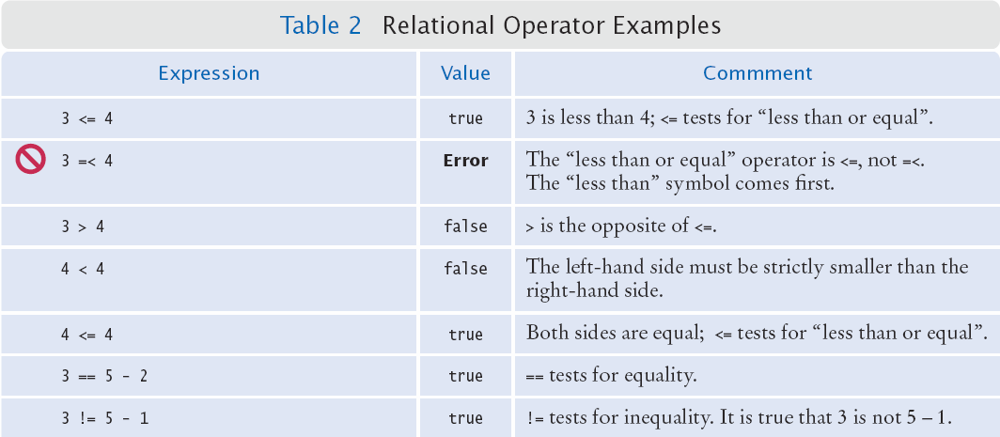 Table 2 Relational Operator Examples
Expression Value Commment
3 <= 4 true 3 is less than 4; <= tests for “less than or equal”.
3 =< 4 Error The “less than or equal” operator is <=, not =<.
The “less than” symbol comes first.
3 > 4 false > is the opposite of <=.
4 < 4 false The left-hand side must be strictly smaller than the
right-hand side.
4 <= 4 true Both sides are equal; <= tests for “less than or equal”.
3 == 5 - 2 true == tests for equality.
3 != 5 - 1 true != tests for inequality. It is true that 3 is not 5 – 1.